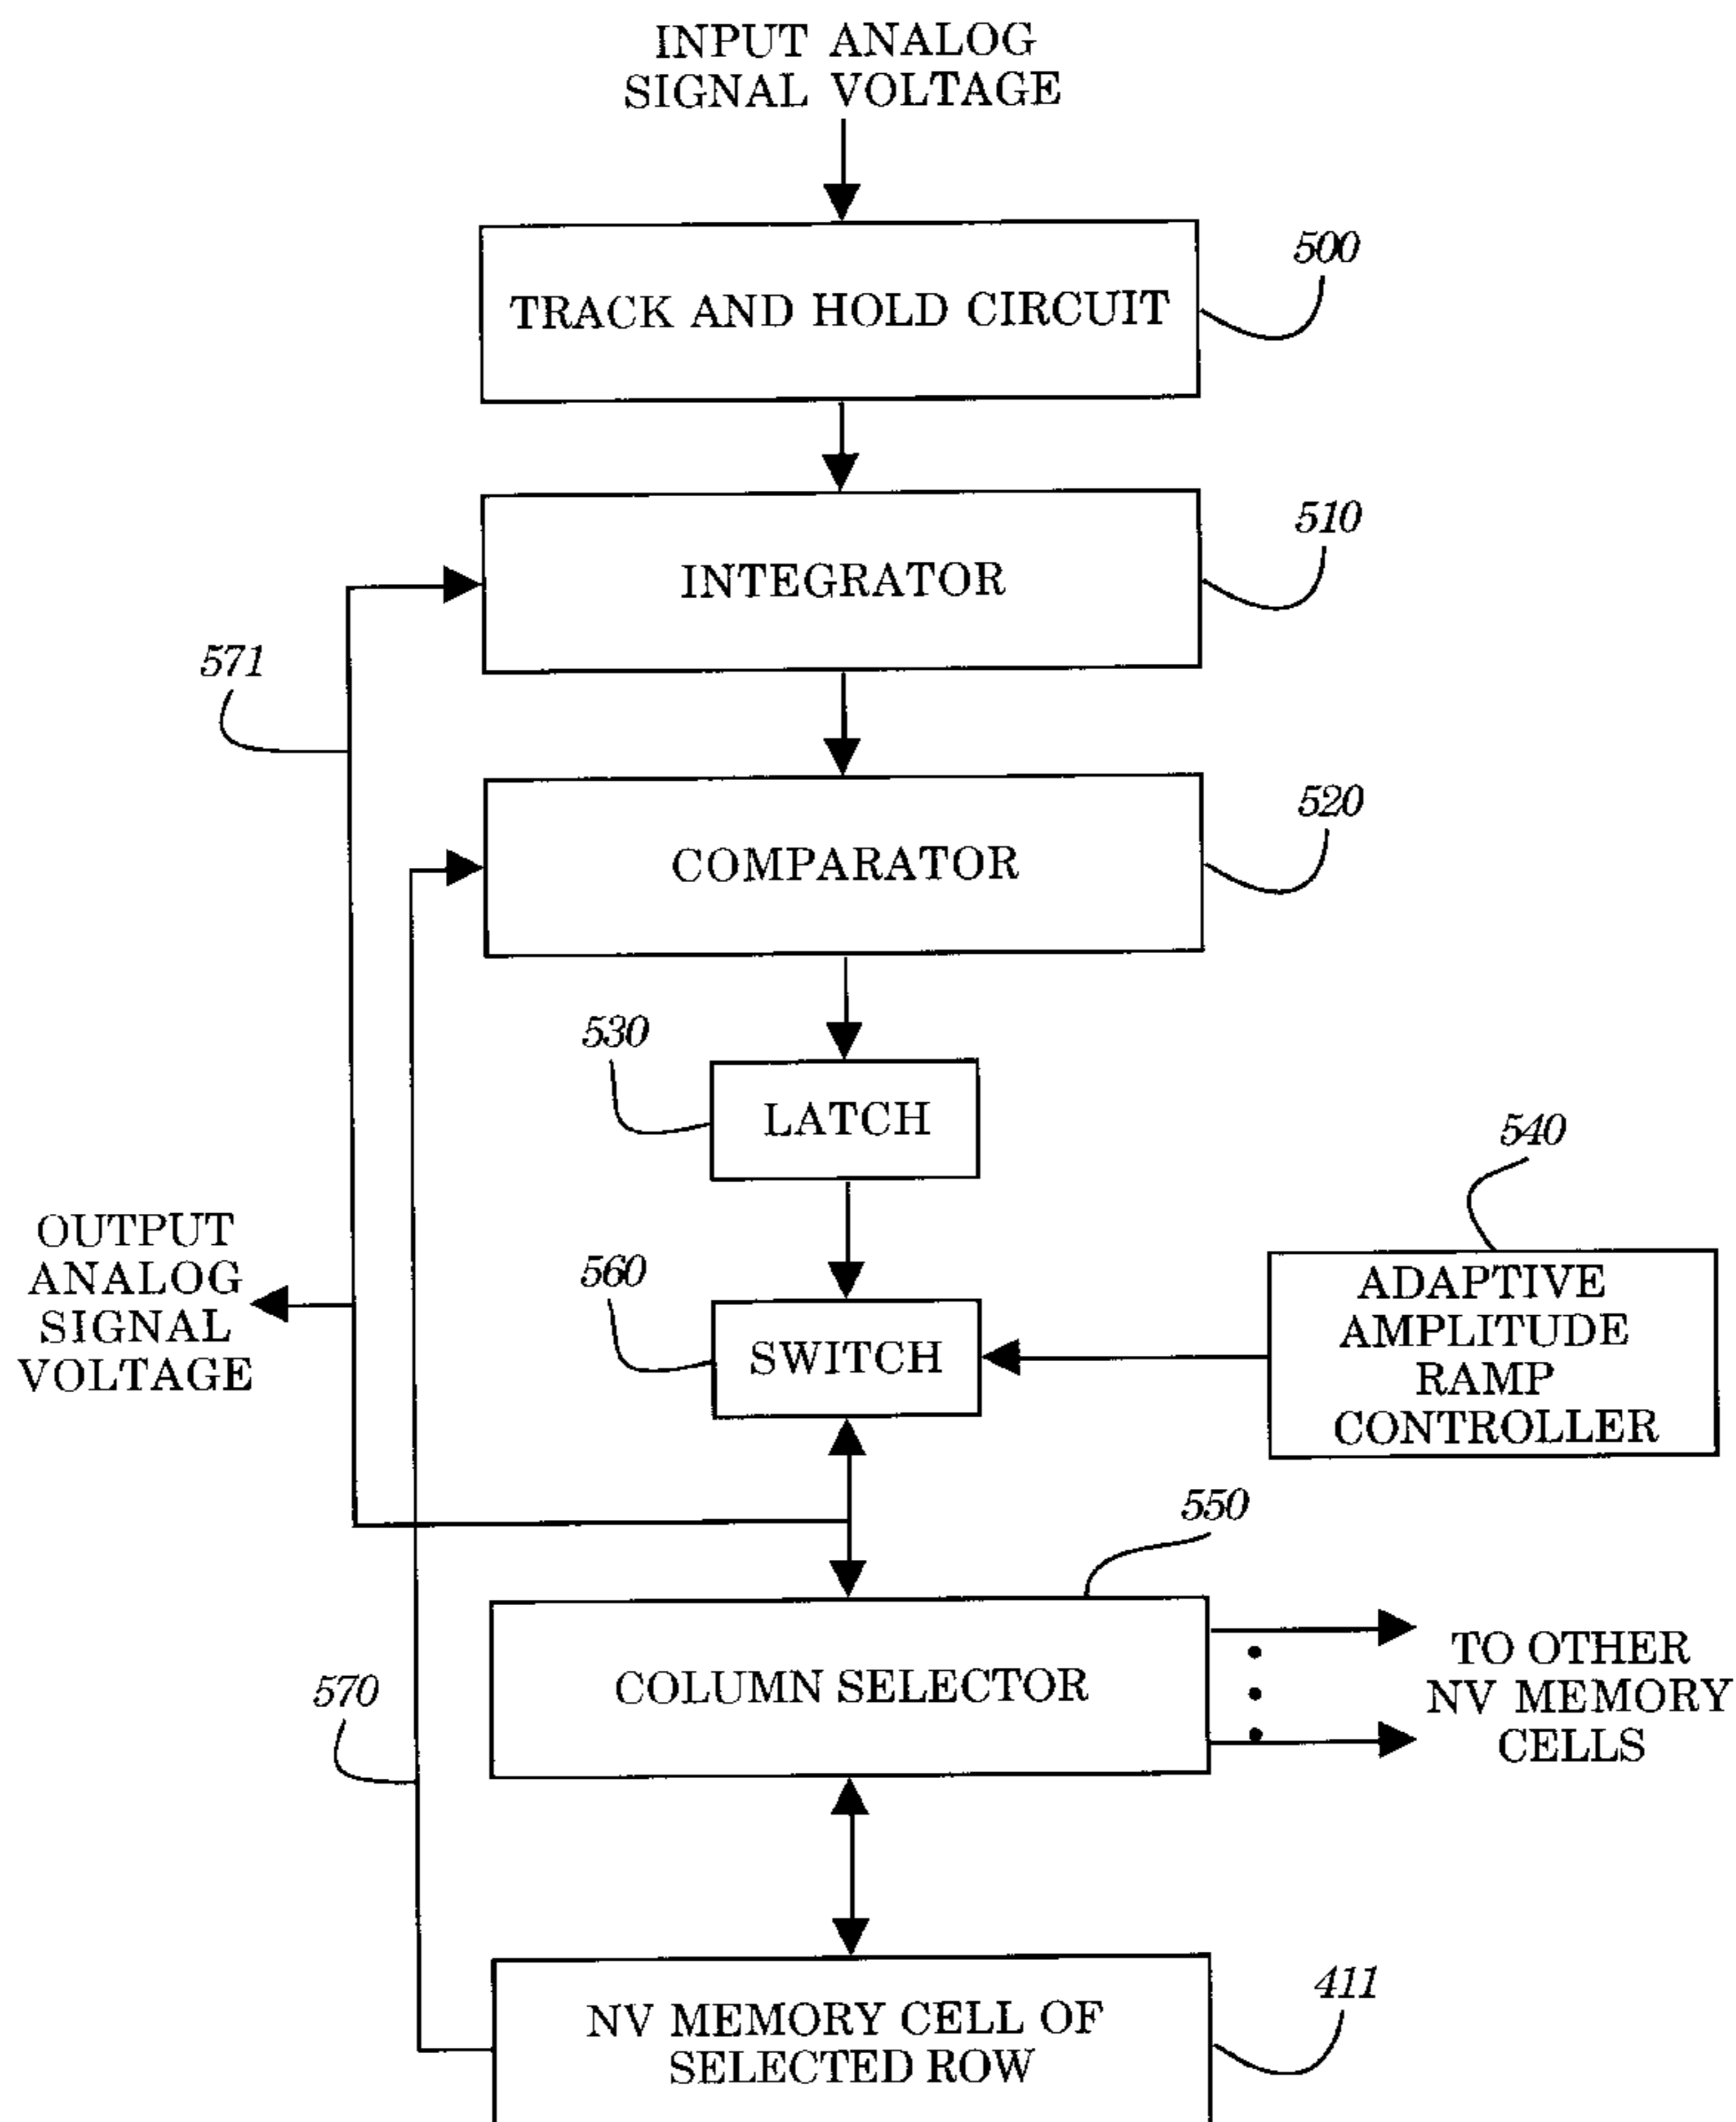 INPUT ANALOG
SIGNAL VOLTAGE
500
TRACK AND HOLD CIRCUIT
510
INTEGRATOR
571
520
COMPARATOR
530
LATCH
540
OUTPUT
ANALOG
SIGNAL
VOLTAGE
560
SWITCH
ADAPTIVE
AMPLITUDE
RAMP
CONTROLLER
550
COLUMN SELECTOR
TO OTHER
NV MEMORY
CELLS
570
411
NV MEMORY CELL OF
SELECTED ROW